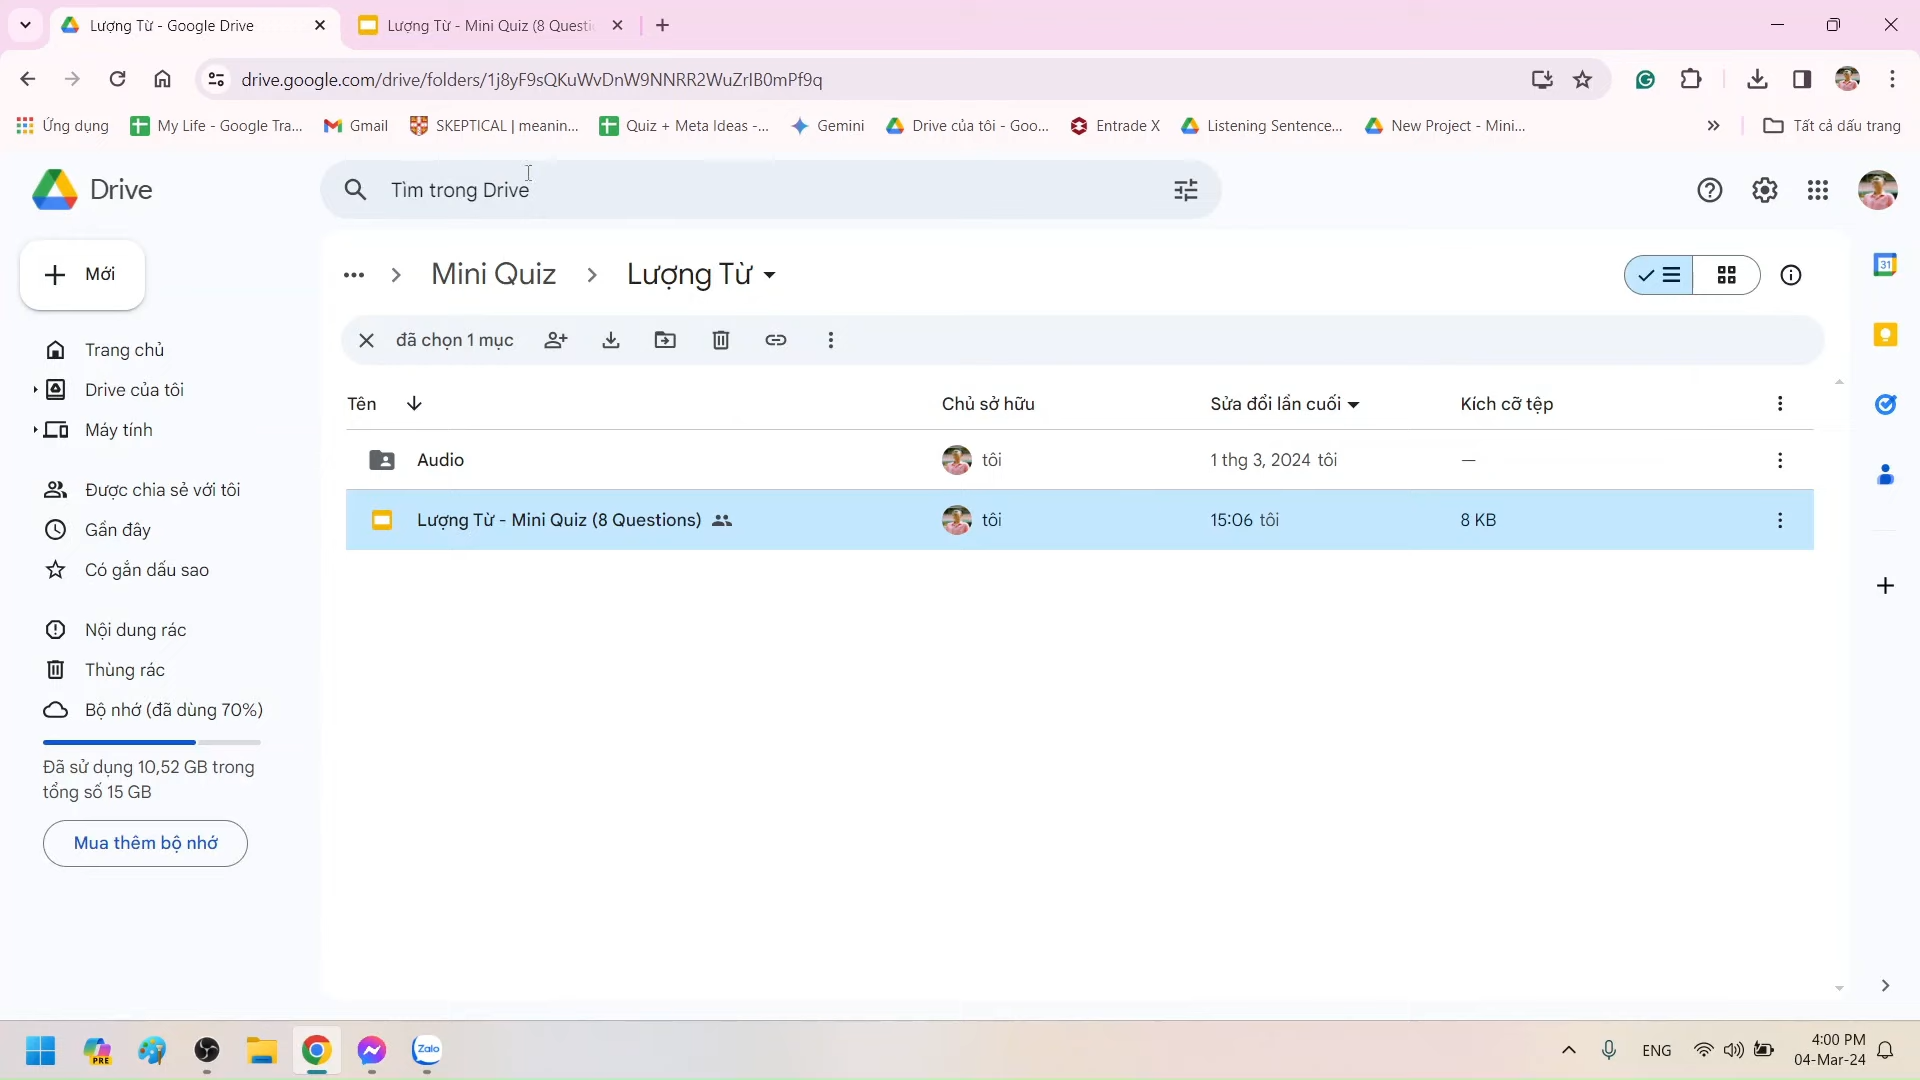 Lượng Từ - Google Drive
Lượng Từ - Mini Quiz (8 Questi
drive.google.com/drive/folders/1j8yF9sQKuWvDnW9NNRR2WuZrIB0mPf9q
Ứng dụng
My Life - Google Tra...
Gmail
SKEPTICAL | meanin...
Quiz + Meta Ideas -...
Gemini
Drive của tôi - Goo...
Entrade X
Listening Sentence...
New Project - Mini...
Tất cả dấu trang
Drive
Tìm trong Drive
Mới
Mini Quiz
Lượng Từ
đã chọn 1 mục
Trang chủ
Drive của tôi
Máy tính
Được chia sẻ với tôi
Gần đây
Có gắn dấu sao
Nội dung rác
Thùng rác
Bộ nhớ (đã dùng 70%)
Đã sử dụng 10,52 GB trong
tổng số 15 GB
Mua thêm bộ nhớ
Tên
Chủ sở hữu
Sửa đổi lần cuối
Kích cỡ tệp
Audio
tôi
1 thg 3, 2024 tôi
—
Lượng Từ - Mini Quiz (8 Questions)
tôi
15:06 tôi
8 KB
31
PRE
Zalo
ENG
4:00 PM
04-Mar-24